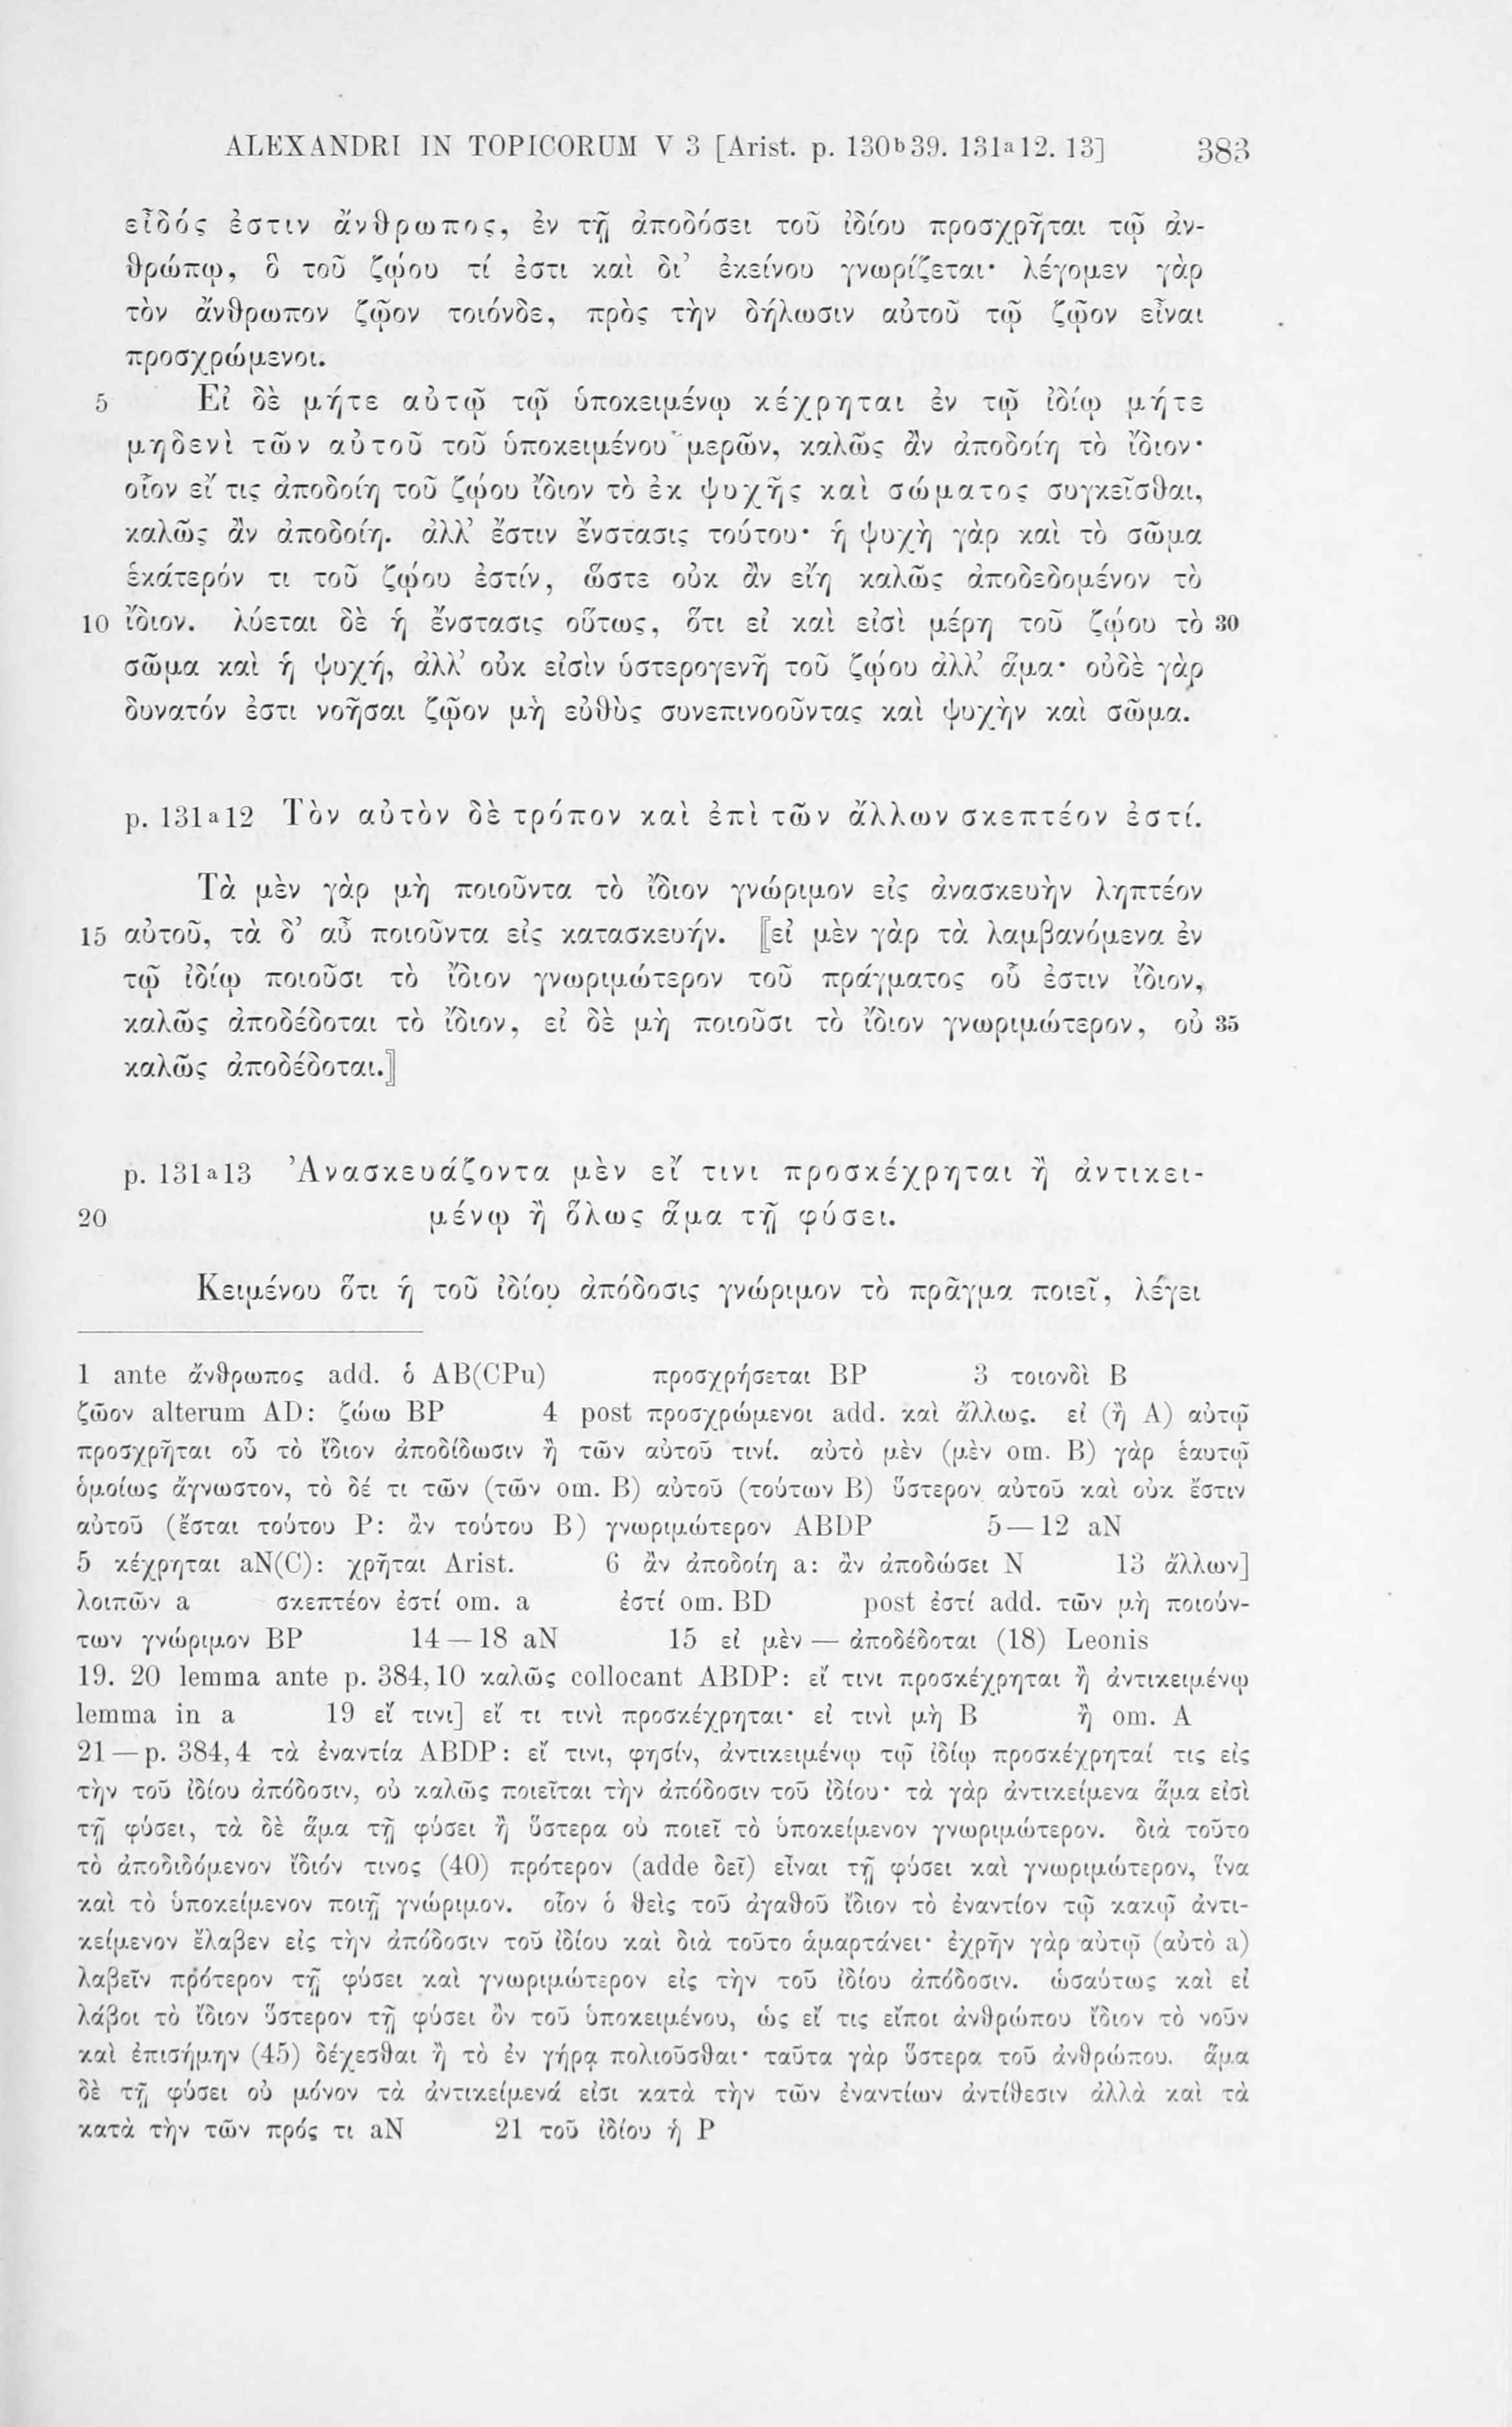 ALEXANDRI IN TOPICORUM V 3 [Arist. p. 130ᵇ39. 131ᵃ12. 13] 383
εἶδός ἐστιν ἄνθρωπος, ἐν τῇ ἀποδόσει τοῦ ἰδίου προσχρῆται τῷ ἀν-
θρώπῳ, ὃ τοῦ ζῴου τί ἐστι καὶ δι’ ἐκείνου γνωρίζεται· λέγομεν γὰρ
τὸν ἄνθρωπον ζῷον τοιόνδε, πρὸς τὴν δήλωσιν αὐτοῦ τῷ ζῷον εἶναι
προσχρώμενοι.
5 Εἰ δὲ μήτε αὐτῷ τῷ ὑποκειμένῳ κέχρηται ἐν τῷ ἰδίῳ μήτε
μηδενὶ τῶν αὐτοῦ τοῦ ὑποκειμένου μερῶν, καλῶς ἂν ἀποδοίη τὸ ἴδιον·
οἷον εἴ τις ἀποδοίη τοῦ ζῴου ἴδιον τὸ ἐκ ψυχῆς καὶ σώματος συγκεῖσθαι,
καλῶς ἂν ἀποδοίη. ἀλλ’ ἔστιν ἔνστασις τούτου· ἡ ψυχὴ γὰρ καὶ τὸ σῶμα
ἑκάτερόν τι τοῦ ζῴου ἐστίν, ὥστε οὐκ ἂν εἴη καλῶς ἀποδεδομένον τὸ
10 ἴδιον. λύεται δὲ ἡ ἔνστασις οὕτως, ὅτι εἰ καὶ εἰσὶ μέρη τοῦ ζῴου τὸ 30
σῶμα καὶ ἡ ψυχή, ἀλλ’ οὐκ εἰσὶν ὑστερογενῆ τοῦ ζῴου ἀλλ’ ἅμα· οὐδὲ γὰρ
δυνατόν ἐστι νοῆσαι ζῷον μὴ εὐθὺς συνεπινοοῦντας καὶ ψυχὴν καὶ σῶμα.
p. 131ᵃ12 Τὸν αὐτὸν δὲ τρόπον καὶ ἐπὶ τῶν ἄλλων σκεπτέον ἐστί.
Τὰ μὲν γὰρ μὴ ποιοῦντα τὸ ἴδιον γνώριμον εἰς ἀνασκευὴν ληπτέον
15 αὐτοῦ, τὰ δ’ αὖ ποιοῦντα εἰς κατασκευήν. ⟦εἰ μὲν γὰρ τὰ λαμβανόμενα ἐν
τῷ ἰδίῳ ποιοῦσι τὸ ἴδιον γνωριμώτερον τοῦ πράγματος οὗ ἐστιν ἴδιον,
καλῶς ἀποδέδοται τὸ ἴδιον, εἰ δὲ μὴ ποιοῦσι τὸ ἴδιον γνωριμώτερον, οὐ 35
καλῶς ἀποδέδοται.⟧
p. 131ᵃ13 Ἀνασκευάζοντα μὲν εἴ τινι προσκέχρηται ἢ ἀντικει-
20 μένῳ ἢ ὅλως ἅμα τῇ φύσει.
Κειμένου ὅτι ἡ τοῦ ἰδίου ἀπόδοσις γνώριμον τὸ πρᾶγμα ποιεῖ, λέγει
1 ante ἄνθρωπος add. ὁ AB(CPu) προσχρήσεται BP 3 τοιονδὶ B
ζῶον alterum AD: ζώω BP 4 post προσχρώμενοι add. καὶ ἄλλως. εἰ (ἢ A) αὐτῷ
προσχρῆται οὗ τὸ ἴδιον ἀποδίδωσιν ἢ τῶν αὐτοῦ τινί. αὐτὸ μὲν (μὲν om. B) γὰρ ἑαυτῷ
ὁμοίως ἄγνωστον, τὸ δέ τι τῶν (τῶν om. B) αὐτοῦ (τούτων B) ὕστερον αὐτοῦ καὶ οὐκ ἔστιν
αὐτοῦ (ἔσται τούτου P: ἂν τούτου B) γνωριμώτερον ABDP 5—12 aN
5 κέχρηται aN(C): χρῆται Arist. 6 ἂν ἀποδοίη a: ἂν ἀποδώσει N 13 ἄλλων]
λοιπῶν a σκεπτέον ἐστί om. a ἐστί om. BD post ἐστί add. τῶν μὴ ποιούν-
των γνώριμον BP 14—18 aN 15 εἰ μὲν — ἀποδέδοται (18) Leonis
19. 20 lemma ante p. 384,10 καλῶς collocant ABDP: εἴ τινι προσκέχρηται ἢ ἀντικειμένῳ
lemma in a 19 εἴ τινι] εἴ τι τινὶ προσκέχρηται· εἰ τινὶ μὴ B ἢ om. A
21—p. 384,4 τὰ ἐναντία ABDP: εἴ τινι, φησίν, ἀντικειμένῳ τῷ ἰδίῳ προσκέχρηταί τις εἰς
τὴν τοῦ ἰδίου ἀπόδοσιν, οὐ καλῶς ποιεῖται τὴν ἀπόδοσιν τοῦ ἰδίου· τὰ γὰρ ἀντικείμενα ἅμα εἰσὶ
τῇ φύσει, τὰ δὲ ἅμα τῇ φύσει ἢ ὕστερα οὐ ποιεῖ τὸ ὑποκείμενον γνωριμώτερον. διὰ τοῦτο
τὸ ἀποδιδόμενον ἴδιόν τινος (40) πρότερον (adde δεῖ) εἶναι τῇ φύσει καὶ γνωριμώτερον, ἵνα
καὶ τὸ ὑποκείμενον ποιῇ γνώριμον. οἷον ὁ θεὶς τοῦ ἀγαθοῦ ἴδιον τὸ ἐναντίον τῷ κακῷ ἀντι-
κείμενον ἔλαβεν εἰς τὴν ἀπόδοσιν τοῦ ἰδίου καὶ διὰ τοῦτο ἁμαρτάνει· ἐχρῆν γὰρ αὐτῷ (αὐτὸ a)
λαβεῖν πρότερον τῇ φύσει καὶ γνωριμώτερον εἰς τὴν τοῦ ἰδίου ἀπόδοσιν. ὡσαύτως καὶ εἰ
λάβοι τὸ ἴδιον ὕστερον τῇ φύσει ὂν τοῦ ὑποκειμένου, ὡς εἴ τις εἴποι ἀνθρώπου ἴδιον τὸ νοῦν
καὶ ἐπισήμην (45) δέχεσθαι ἢ τὸ ἐν γήρᾳ πολιοῦσθαι· ταῦτα γὰρ ὕστερα τοῦ ἀνθρώπου. ἅμα
δὲ τῇ φύσει οὐ μόνον τὰ ἀντικείμενά εἰσι κατὰ τὴν τῶν ἐναντίων ἀντίθεσιν ἀλλὰ καὶ τὰ
κατὰ τὴν τῶν πρός τι aN 21 τοῦ ἰδίου ἡ P